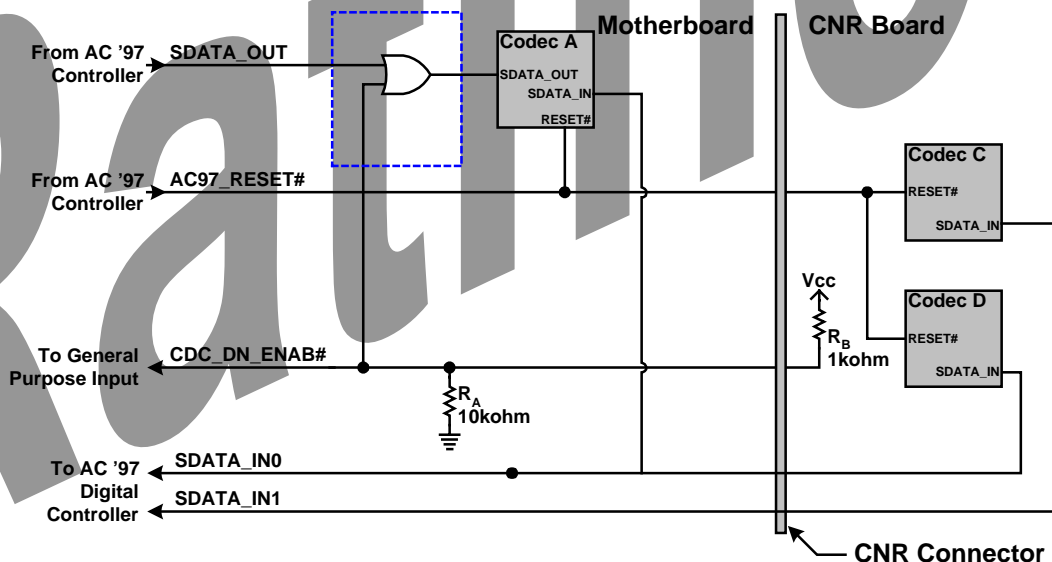 Motherboard
CNR Board
From AC '97
Controller
SDATA_OUT
Codec A
SDATA_OUT
SDATA_IN
RESET#
From AC '97
Controller
AC97_RESET#
Codec C
RESET#
SDATA_IN
Vcc
RB
1kohm
Codec D
RESET#
SDATA_IN
To General
Purpose Input
CDC_DN_ENAB#
RA
10kohm
To AC '97
Digital
Controller
SDATA_IN0
SDATA_IN1
CNR Connector